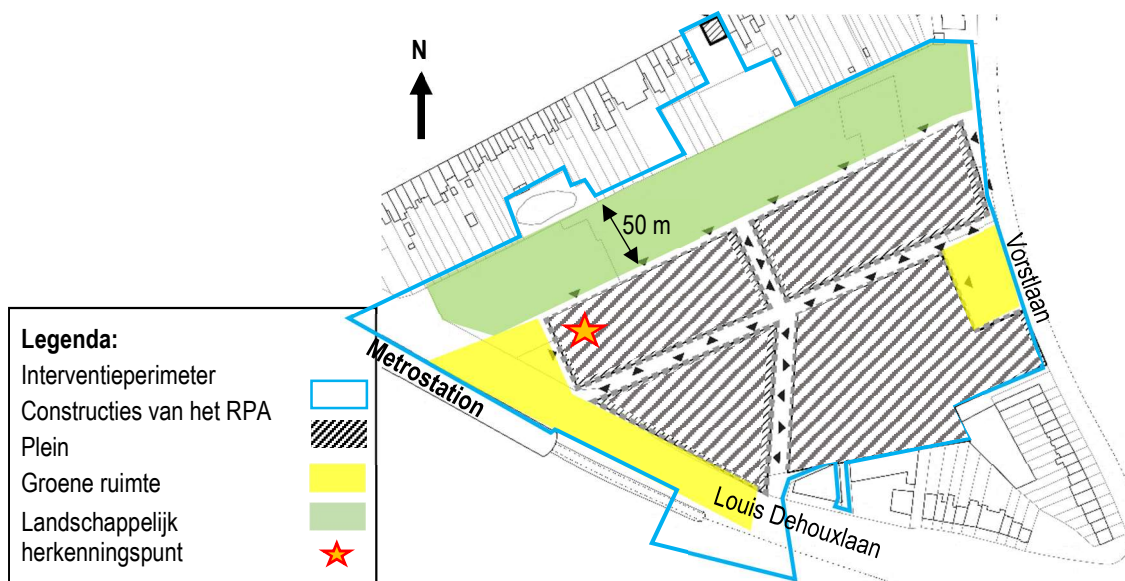 N
50 m
Vorstlaan
Metrostation
Louis Dehouxlaan
Legenda:
Interventieperimeter
Constructies van het RPA
Plein
Groene ruimte
Landschappelijk
herkenningspunt